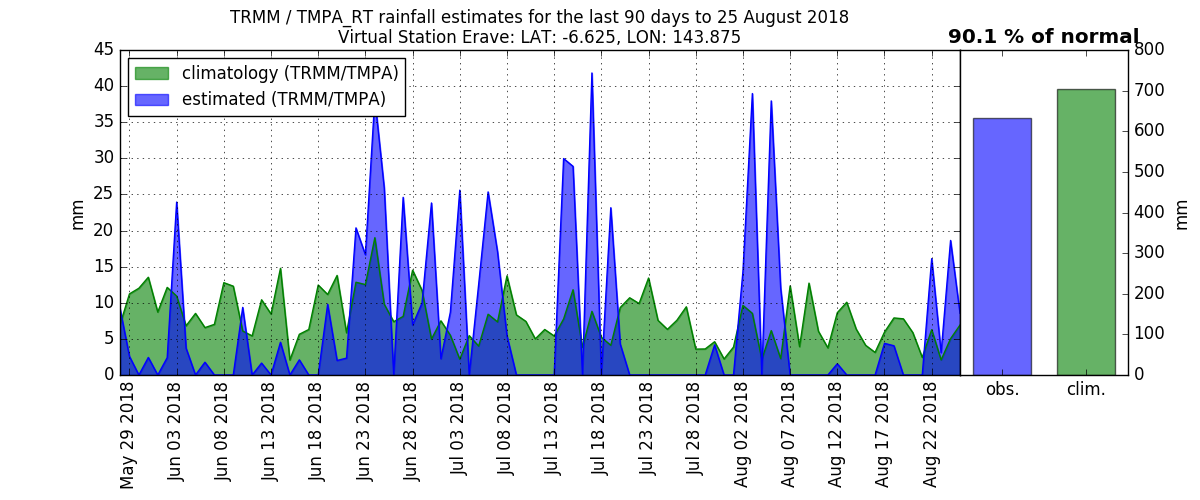 TRMM / TMPA_RT rainfall estimates for the last 90 days to 25 August 2018
Virtual Station Erave: LAT: -6.625, LON: 143.875
90.1 % of normal
climatology (TRMM/TMPA)
estimated (TRMM/TMPA)
mm
45
40
35
30
25
20
15
10
5
0
May 29 2018
Jun 03 2018
Jun 08 2018
Jun 13 2018
Jun 18 2018
Jun 23 2018
Jun 28 2018
Jul 03 2018
Jul 08 2018
Jul 13 2018
Jul 18 2018
Jul 23 2018
Jul 28 2018
Aug 02 2018
Aug 07 2018
Aug 12 2018
Aug 17 2018
Aug 22 2018
obs.
clim.
800
700
600
500
400
300
200
100
0
mm